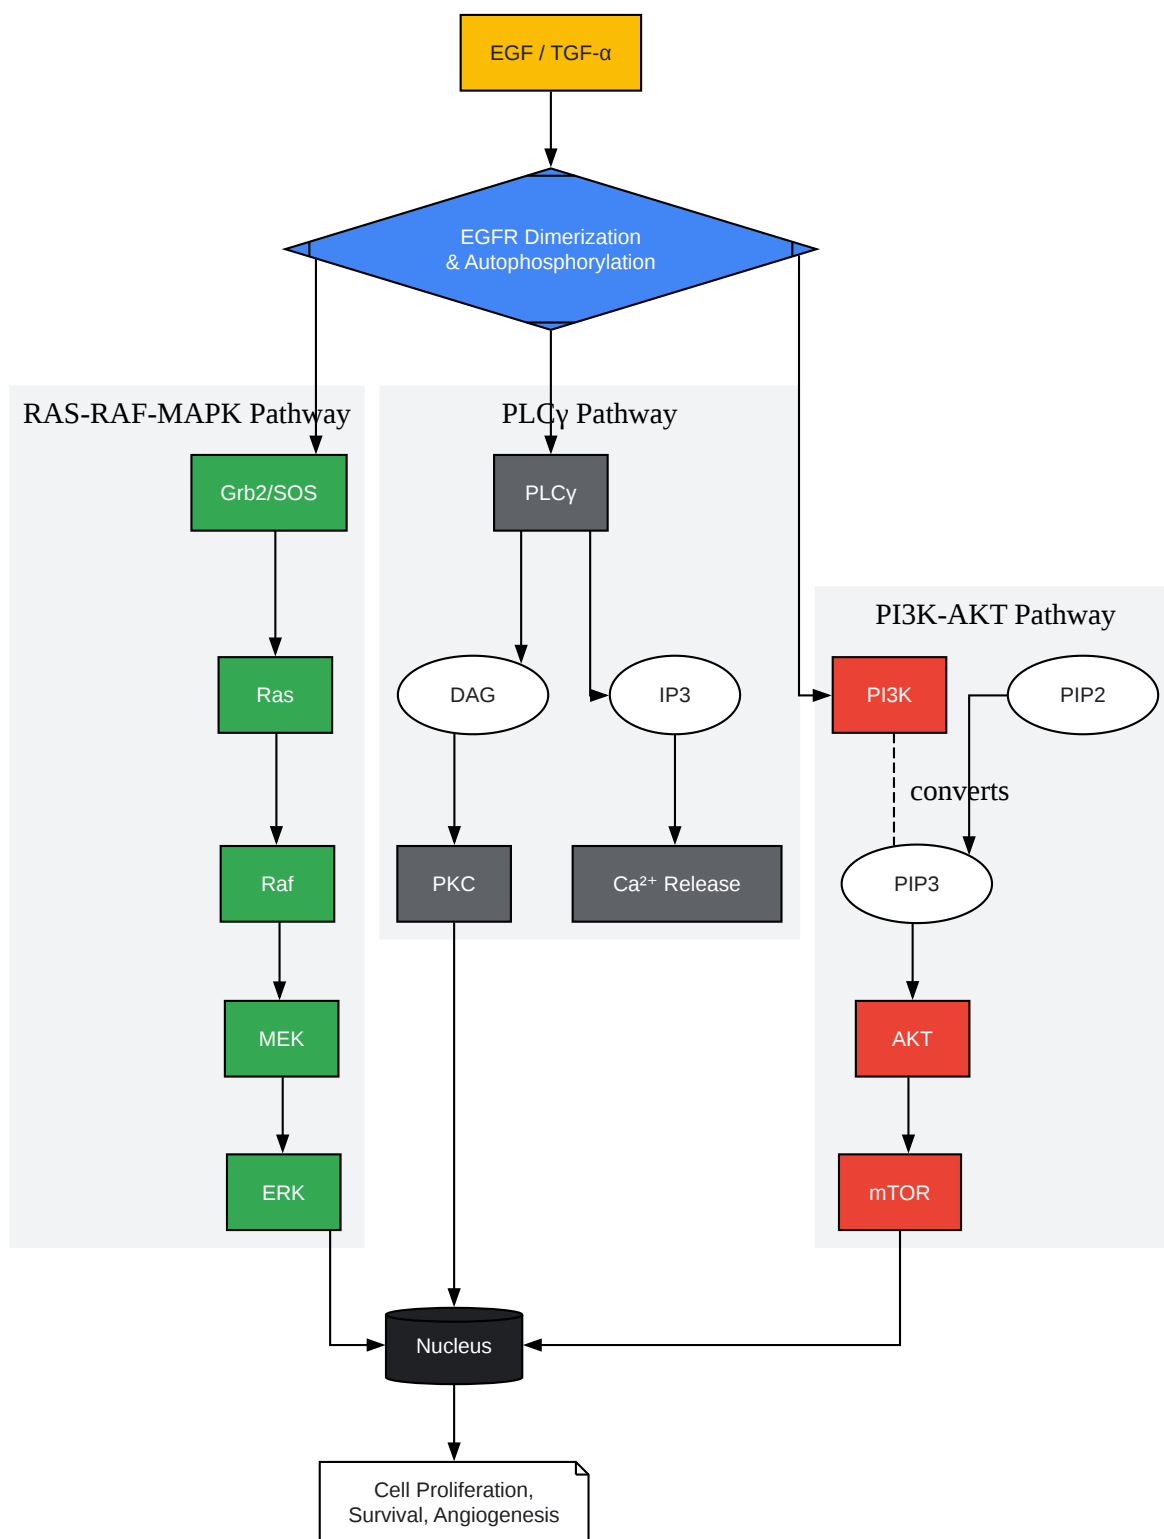 EGF / TGF-α
EGFR Dimerization
& Autophosphorylation
RAS-RAF-MAPK Pathway
PLCγ Pathway
Grb2/SOS
PLCγ
PI3K-AKT Pathway
Ras
DAG
IP3
PI3K
PIP2
converts
Raf
PKC
Ca²⁺ Release
PIP3
MEK
AKT
ERK
mTOR
Nucleus
Cell Proliferation,
Survival, Angiogenesis